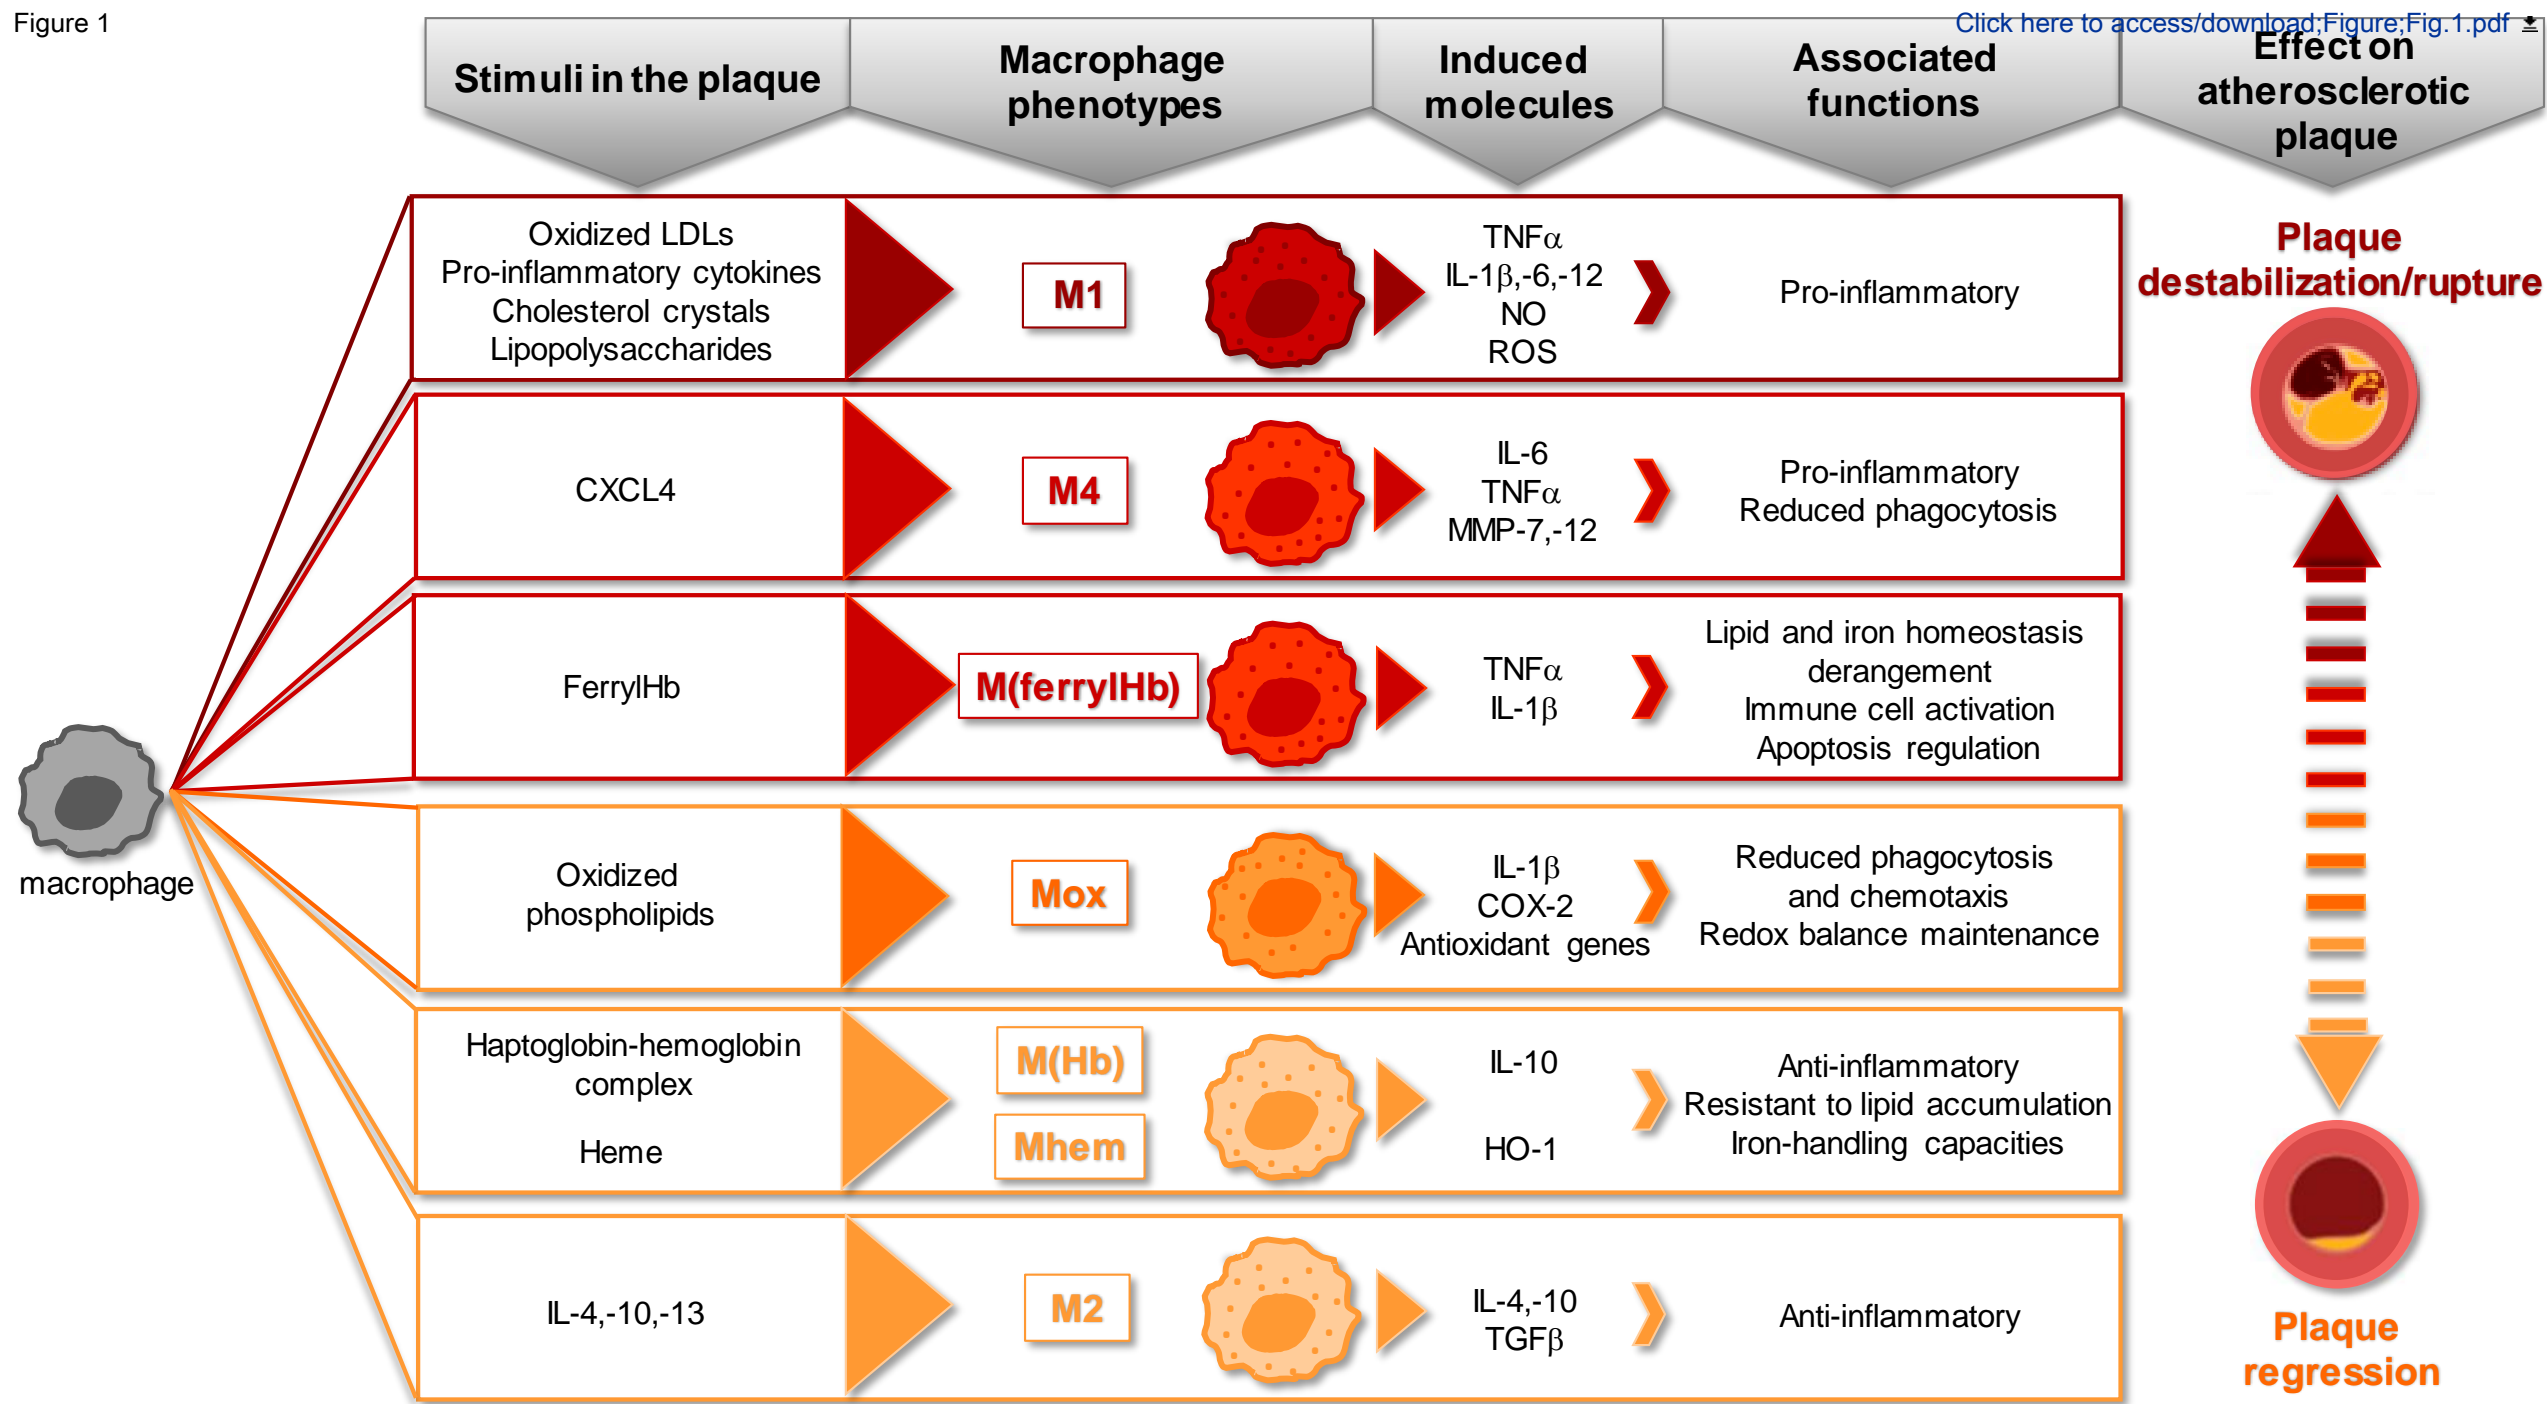 Figure 1
Click here to access/download;Figure;Fig.1.pdf
Stimuli in the plaque
Macrophage
phenotypes
Induced
molecules
Associated
functions
Effect on
atherosclerotic
plaque
Oxidized LDLs
Pro-inflammatory cytokines
Cholesterol crystals
Lipopolysaccharides
M1
TNFα
IL-1β,-6,-12
NO
ROS
Pro-inflammatory
Plaque
destabilization/rupture
CXCL4
M4
IL-6
TNFα
MMP-7,-12
Pro-inflammatory
Reduced phagocytosis
FerrylHb
M(ferrylHb)
TNFα
IL-1β
Lipid and iron homeostasis
derangement
Immune cell activation
Apoptosis regulation
macrophage
Oxidized
phospholipids
Mox
IL-1β
COX-2
Antioxidant genes
Reduced phagocytosis
and chemotaxis
Redox balance maintenance
Haptoglobin-hemoglobin
complex
Heme
M(Hb)
Mhem
IL-10
HO-1
Anti-inflammatory
Resistant to lipid accumulation
Iron-handling capacities
IL-4,-10,-13
M2
IL-4,-10
TGFβ
Anti-inflammatory
Plaque
regression